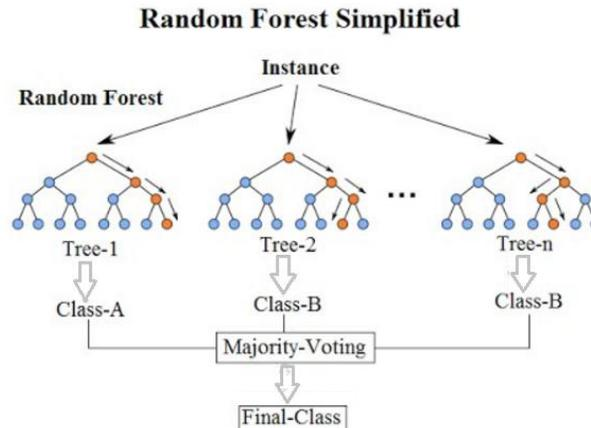 Random Forest Simplified
Instance
Random Forest
...
Tree-1 Tree-2 Tree-n
Class-A Class-B Class-B
Majority-Voting
Final-Class